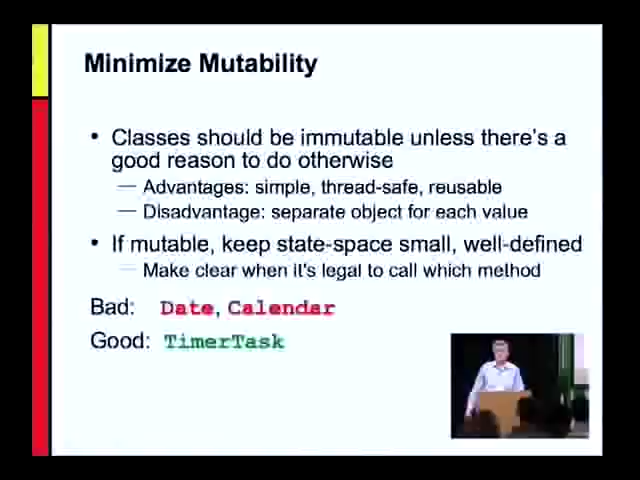 Minimize Mutability
• Classes should be immutable unless there's a
good reason to do otherwise
— Advantages: simple, thread-safe, reusable
— Disadvantage: separate object for each value
• If mutable, keep state-space small, well-defined
— Make clear when it's legal to call which method
Bad: Date, Calendar
Good: TimerTask